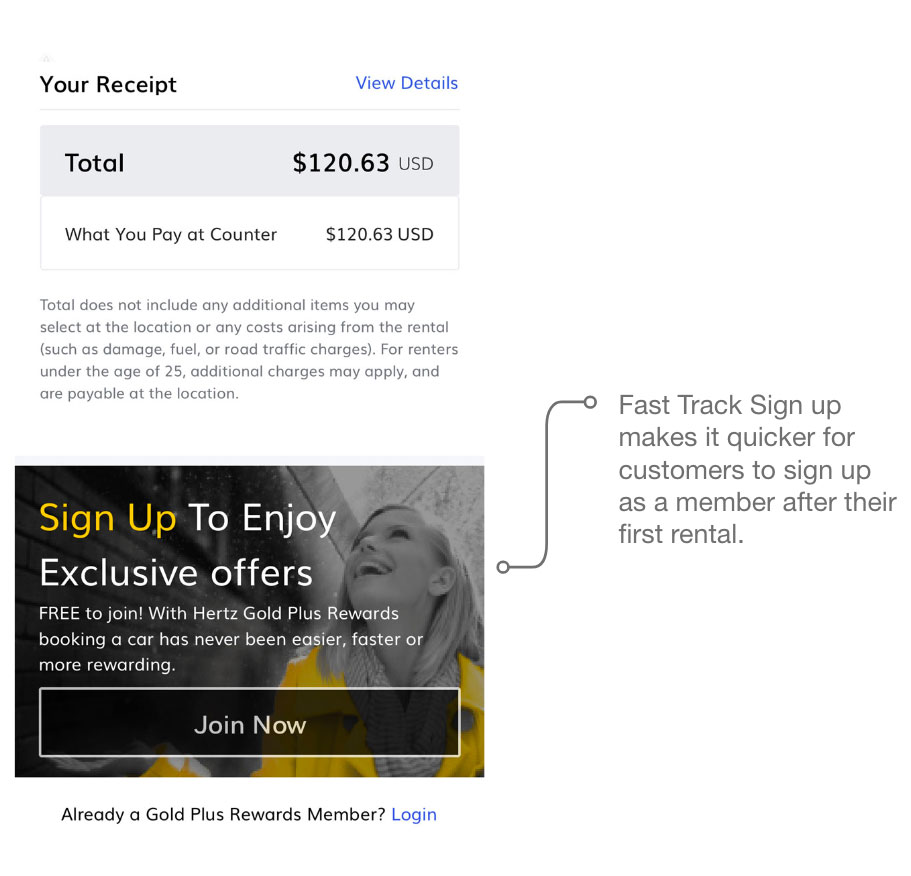 Your Receipt
View Details
Total
$120.63 USD
What You Pay at Counter
$120.63 USD
Total does not include any additional items you may
select at the location or any costs arising from the rental
(such as damage, fuel, or road traffic charges). For renters
under the age of 25, additional charges may apply, and
are payable at the location.
Sign Up To Enjoy
Exclusive offers
FREE to join! With Hertz Gold Plus Rewards
booking a car has never been easier, faster or
more rewarding.
Join Now
Already a Gold Plus Rewards Member? Login
Fast Track Sign up
makes it quicker for
customers to sign up
as a member after their
first rental.